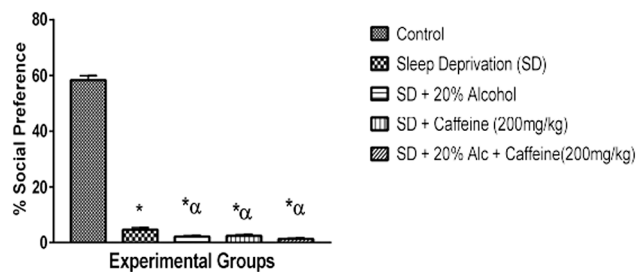 % Social Preference
80
60
40
20
0
* *α *α *α
Experimental Groups
Control
Sleep Deprivation (SD)
SD + 20% Alcohol
SD + Caffeine (200mg/kg)
SD + 20% Alc + Caffeine(200mg/kg)